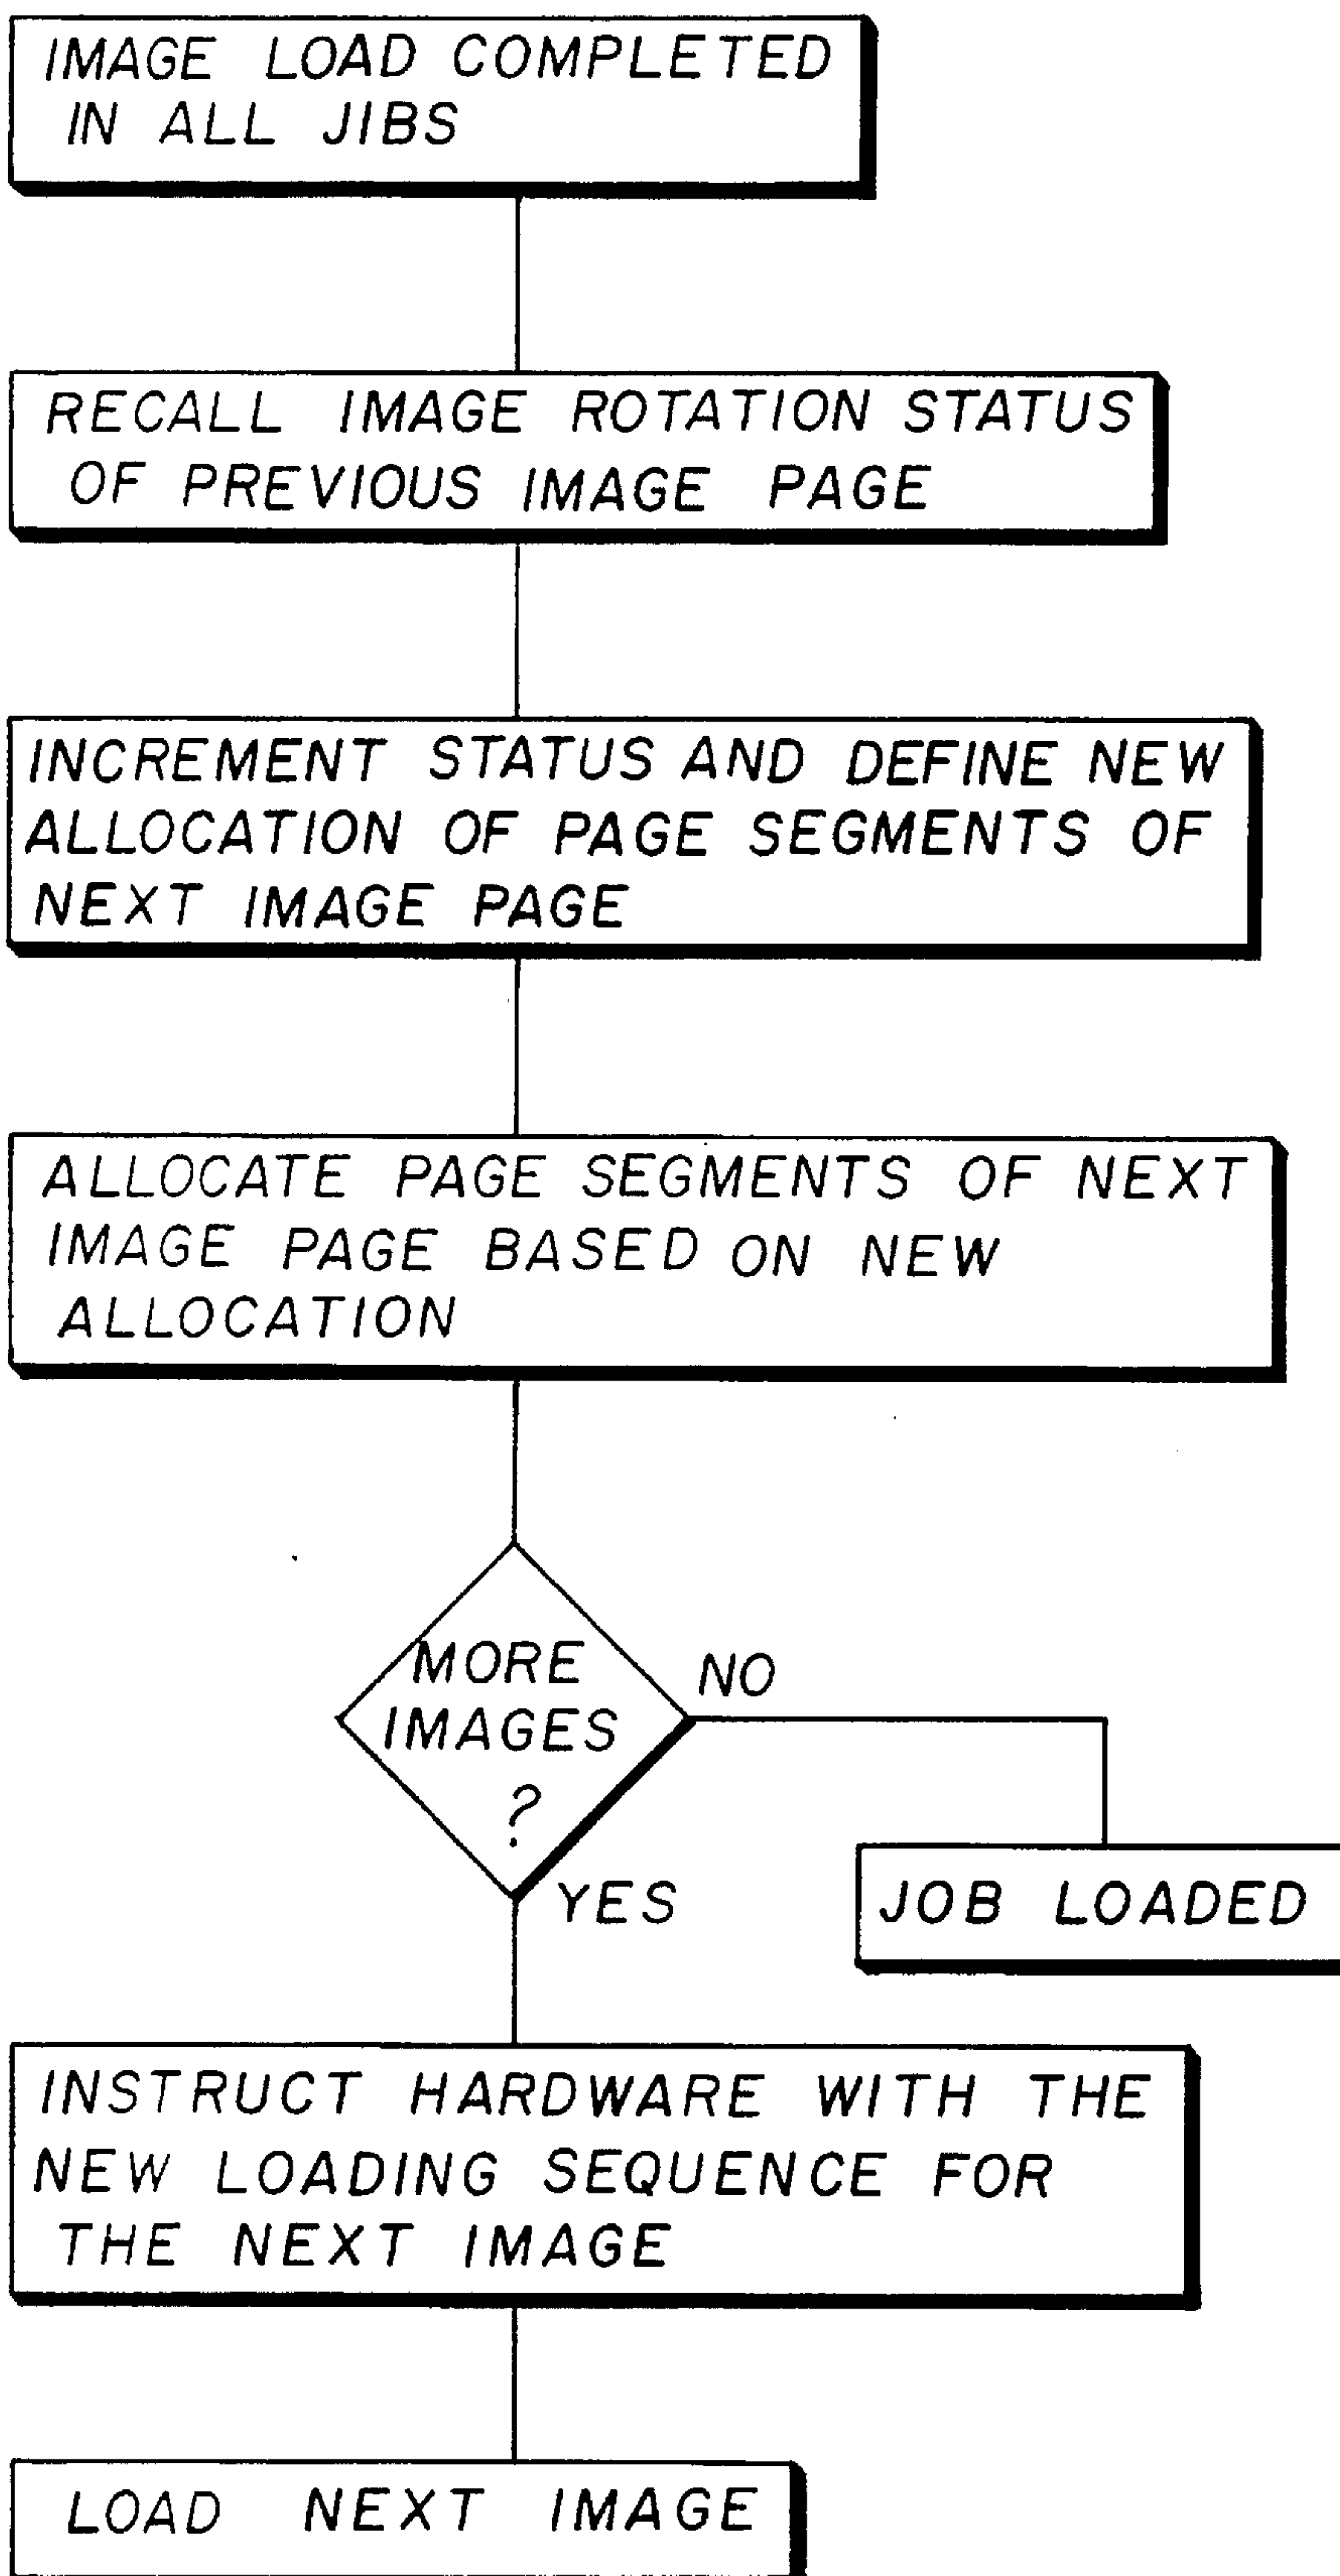 IMAGE LOAD COMPLETED
IN ALL JIBS
RECALL IMAGE ROTATION STATUS
OF PREVIOUS IMAGE PAGE
INCREMENT STATUS AND DEFINE NEW
ALLOCATION OF PAGE SEGMENTS OF
NEXT IMAGE PAGE
ALLOCATE PAGE SEGMENTS OF NEXT
IMAGE PAGE BASED ON NEW
ALLOCATION
MORE
IMAGES
?
NO
YES
JOB LOADED
INSTRUCT HARDWARE WITH THE
NEW LOADING SEQUENCE FOR
THE NEXT IMAGE
LOAD NEXT IMAGE